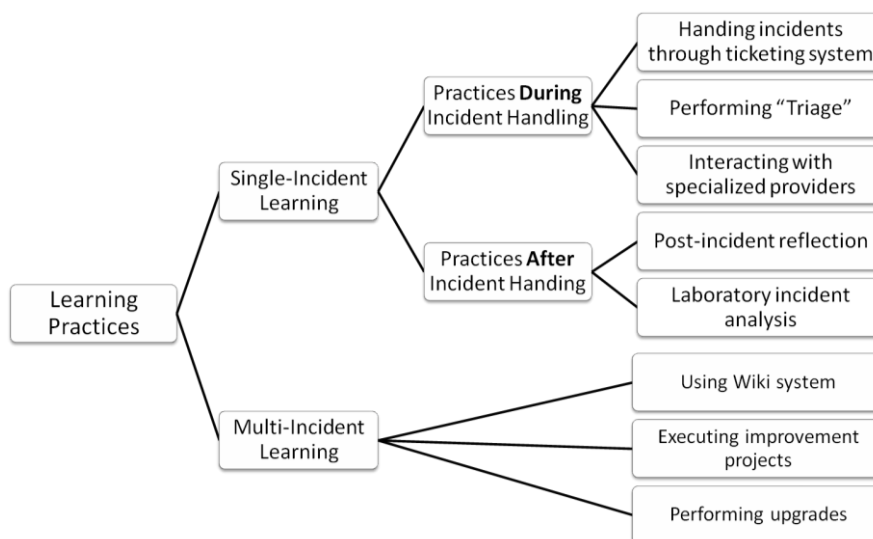 Learning
Practices
Single-Incident
Learning
Practices During
Incident Handling
Handing incidents
through ticketing system
Performing “Triage”
Interacting with
specialized providers
Practices After
Incident Handing
Post-incident reflection
Laboratory incident
analysis
Multi-Incident
Learning
Using Wiki system
Executing improvement
projects
Performing upgrades